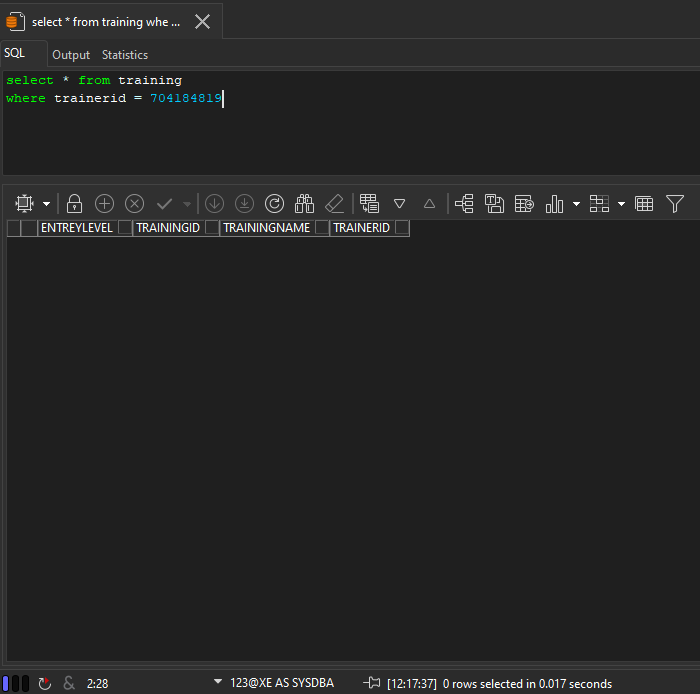 select * from training whe ...
SQL
Output
Statistics
select * from training
where trainerid = 704184819
ENTREYLEVEL TRAININGID TRAININGNAME TRAINERID
& 2:28 123@XE AS SYSDBA [12:17:37] 0 rows selected in 0.017 seconds